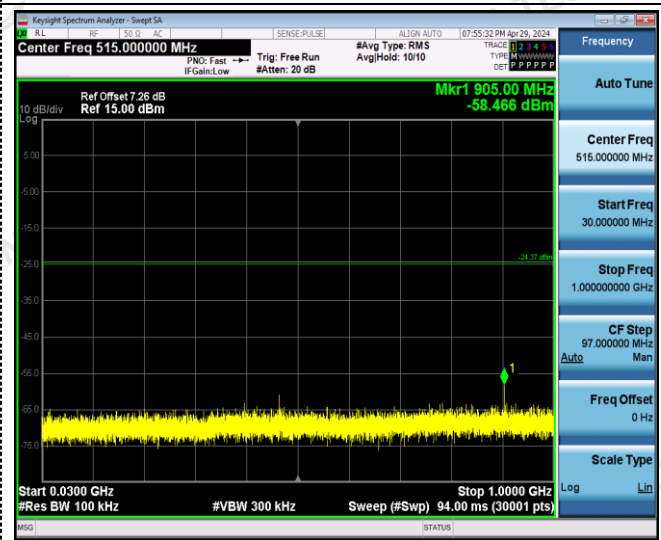 Keysight Spectrum Analyzer - Swept SA
RL RF 50 Ω AC SENSE:PULSE ALIGN AUTO 07:55:32 PM Apr 29, 2024
Center Freq 515.000000 MHz
PNO: Fast
IFGain:Low
Trig: Free Run
#Atten: 20 dB
#Avg Type: RMS
Avg|Hold: 10/10
TRACE 1 2 3 4 5 6
TYPE M WWWWW
DET P P P P P P
Ref Offset 7.26 dB
10 dB/div Ref 15.00 dBm
Log
Mkr1 905.00 MHz
-58.466 dBm
5.00
-5.00
-15.0
-25.0
-24.37 dBm
-35.0
-45.0
-55.0
1
-65.0
-75.0
Start 0.0300 GHz Stop 1.0000 GHz
#Res BW 100 kHz #VBW 300 kHz Sweep (#Swp) 94.00 ms (30001 pts)
MSG STATUS
Frequency
Auto Tune
Center Freq
515.000000 MHz
Start Freq
30.000000 MHz
Stop Freq
1.000000000 GHz
CF Step
97.000000 MHz
Auto Man
Freq Offset
0 Hz
Scale Type
Log Lin